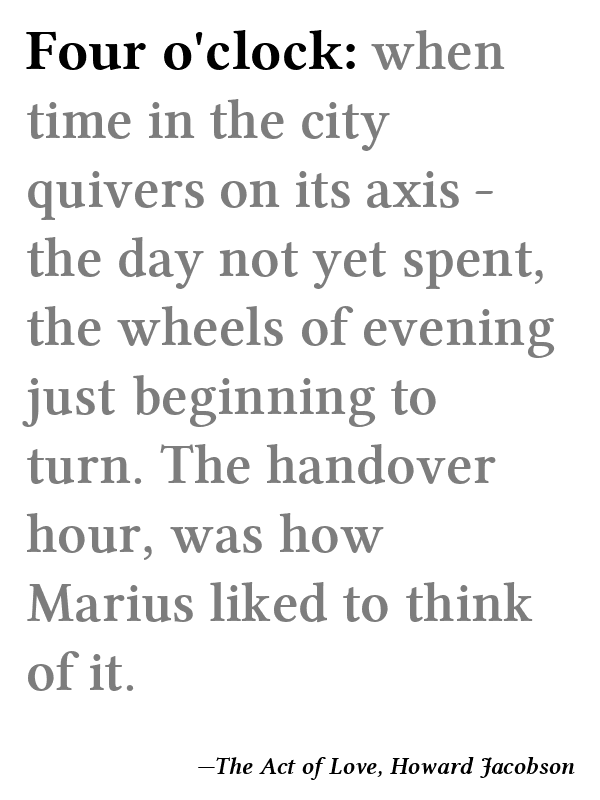 Four o'clock: when
time in the city
quivers on its axis -
the day not yet spent,
the wheels of evening
just beginning to
turn. The handover
hour, was how
Marius liked to think
of it.
—The Act of Love, Howard Jacobson